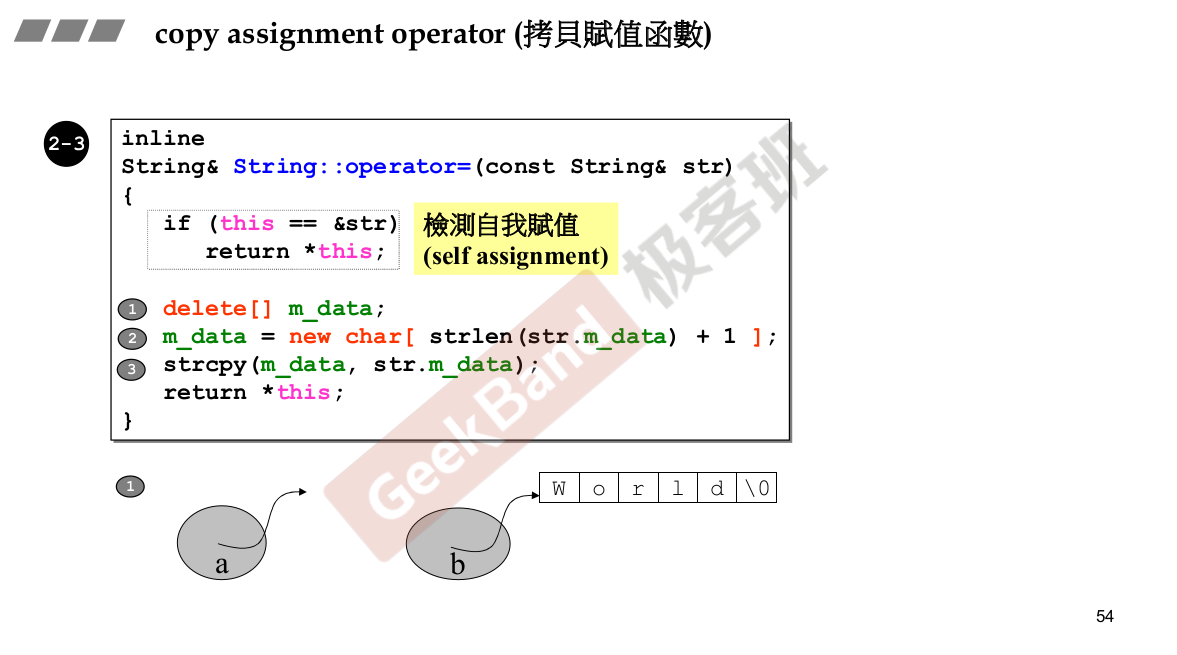 copy assignment operator (拷貝賦值函數)
2-3
inline
String& String::operator=(const String& str)
{
if (this == &str)
return *this;
檢測自我賦值
(self assignment)
1 delete[] m_data;
2 m_data = new char[ strlen(str.m_data) + 1 ];
3 strcpy(m_data, str.m_data);
return *this;
}
GeekBand 极客班
1
W o r l d \0
a
b
54